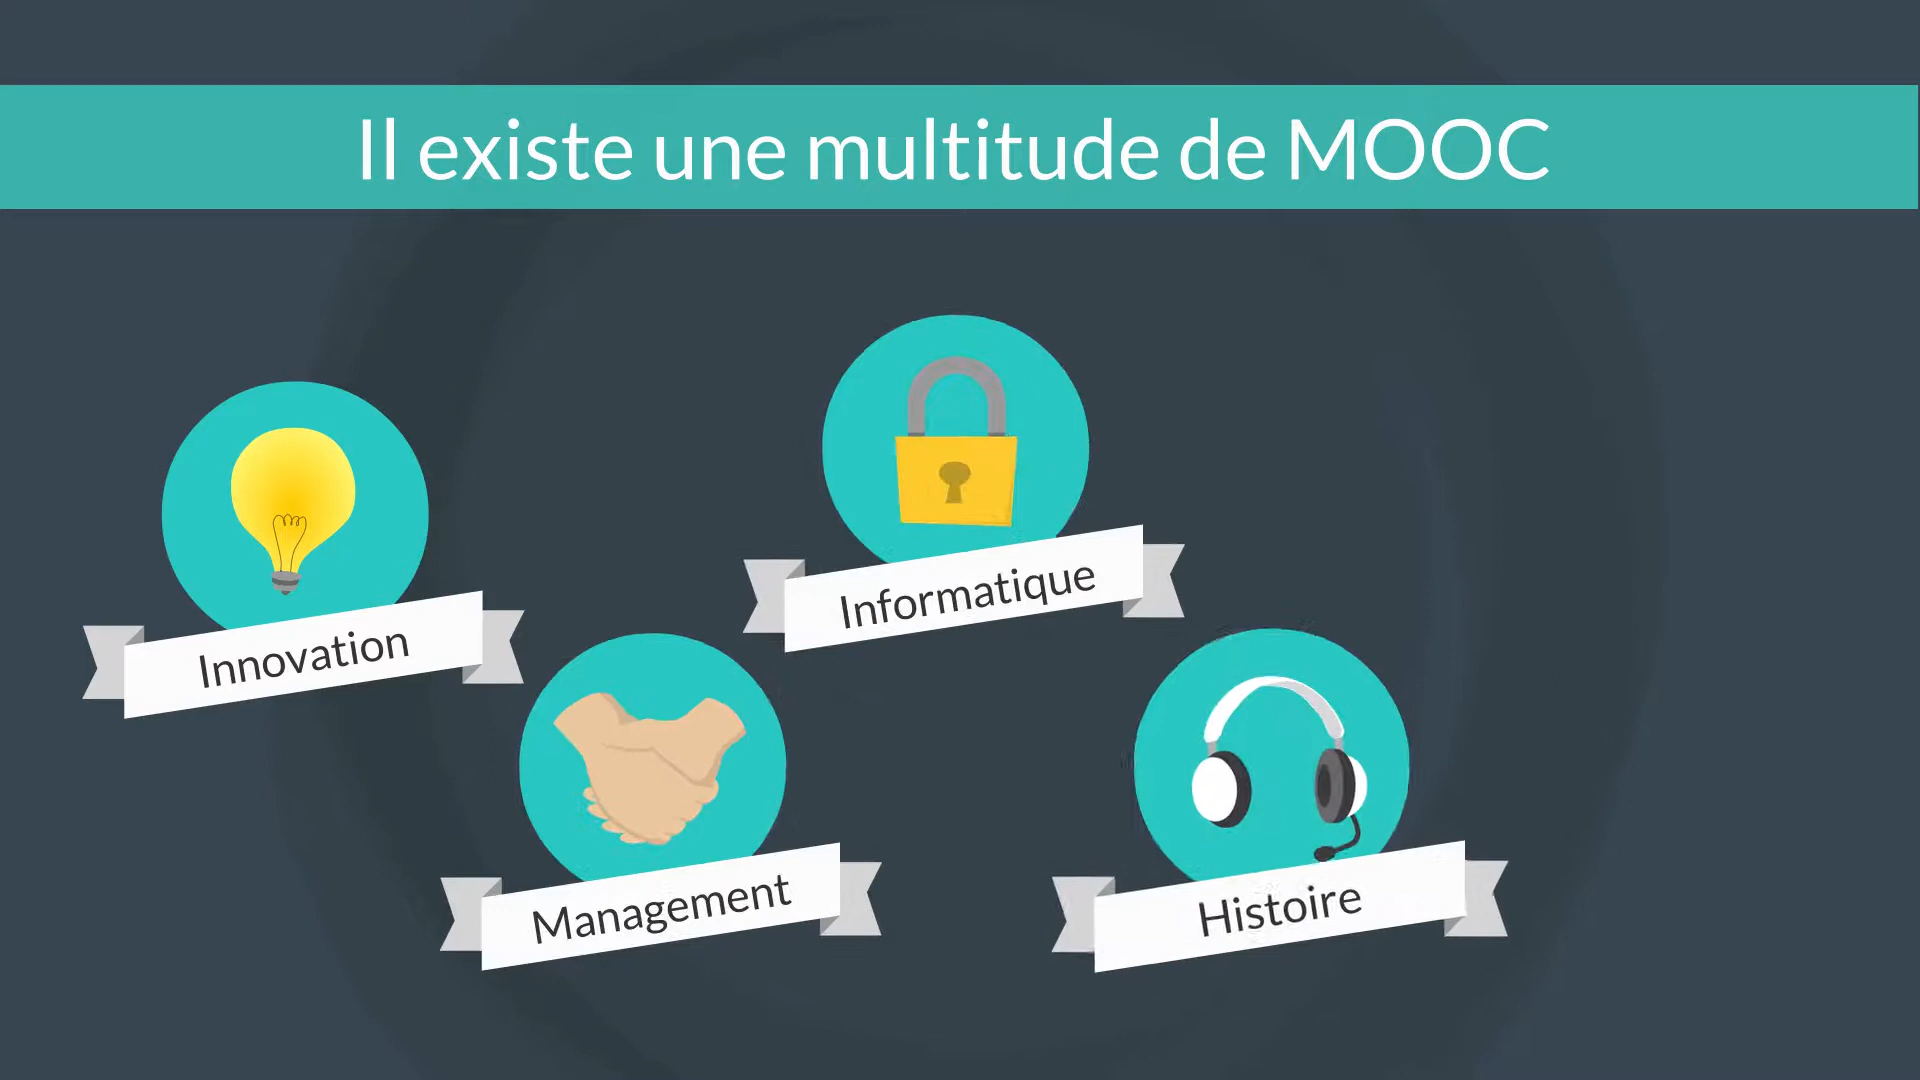 Il existe une multitude de MOOC
Innovation
Informatique
Management
Histoire